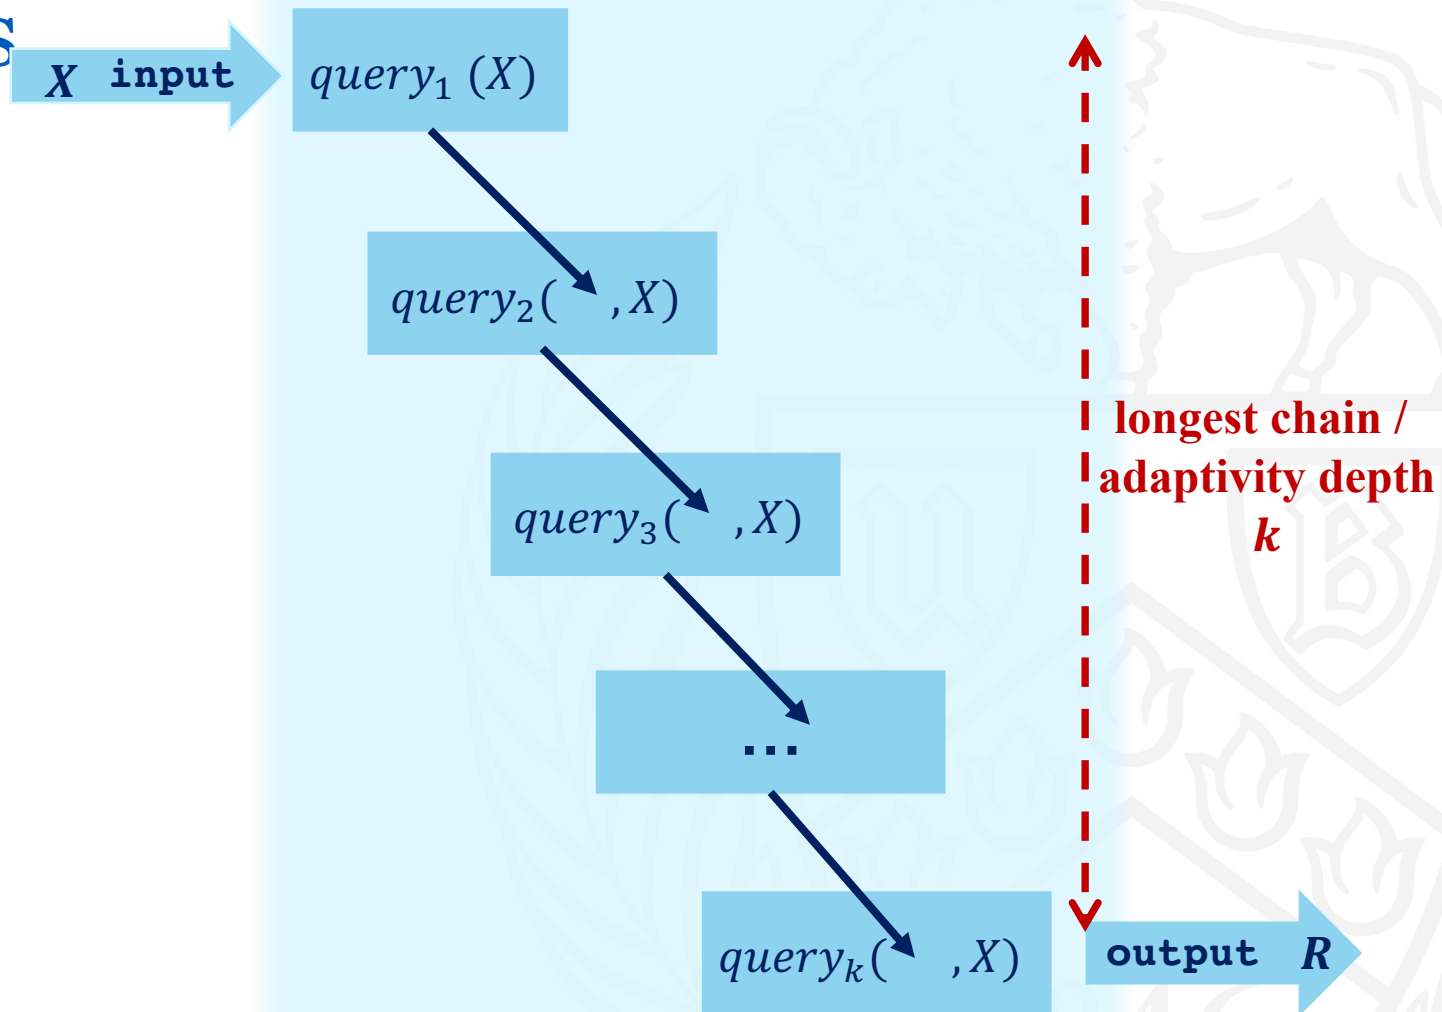 s
X input
query₁ (X)
query₂( , X)
longest chain /
adaptivity depth
k
query₃( , X)
...
queryₖ( , X)
output R